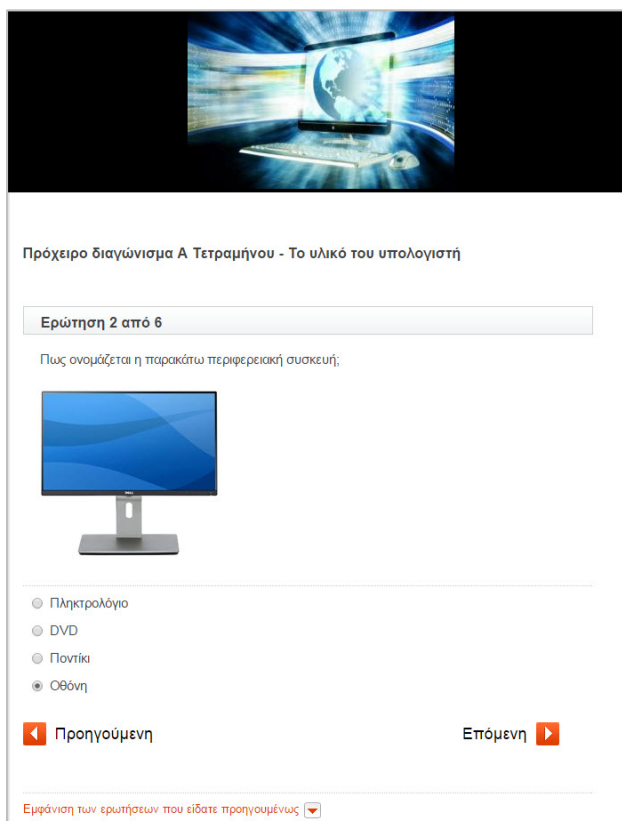 Πρόχειρο διαγώνισμα Α Τετραμήνου - Το υλικό του υπολογιστή
Ερώτηση 2 από 6
Πως ονομάζεται η παρακάτω περιφερειακή συσκευή;
DELL
Πληκτρολόγιο
DVD
Ποντίκι
Οθόνη
Προηγούμενη Επόμενη
Εμφάνιση των ερωτήσεων που είδατε προηγουμένως